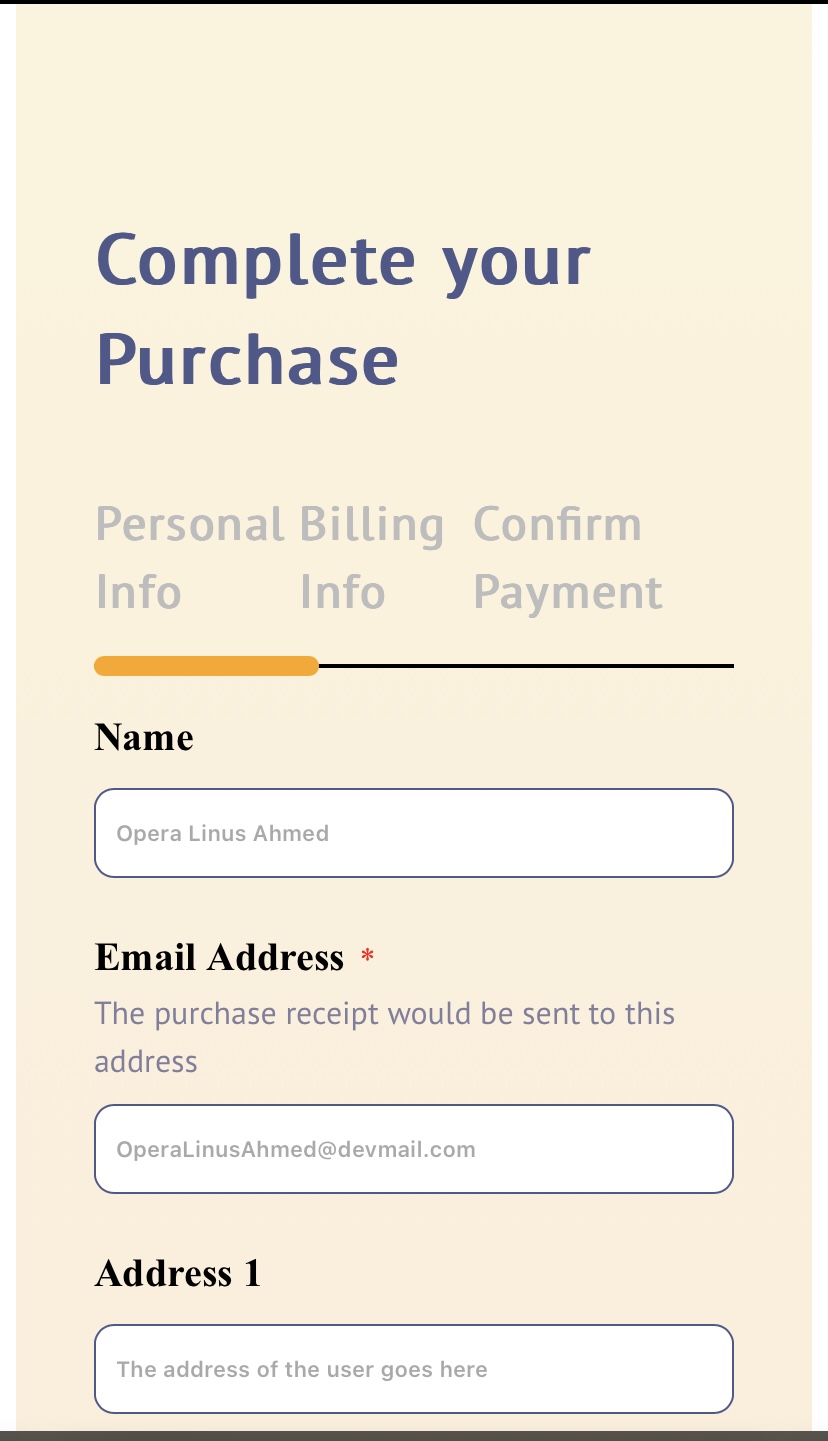 Complete your
Purchase
Personal Billing Confirm
Info Info Payment
Name
Opera Linus Ahmed
Email Address *
The purchase receipt would be sent to this
address
OperaLinusAhmed@devmail.com
Address 1
The address of the user goes here